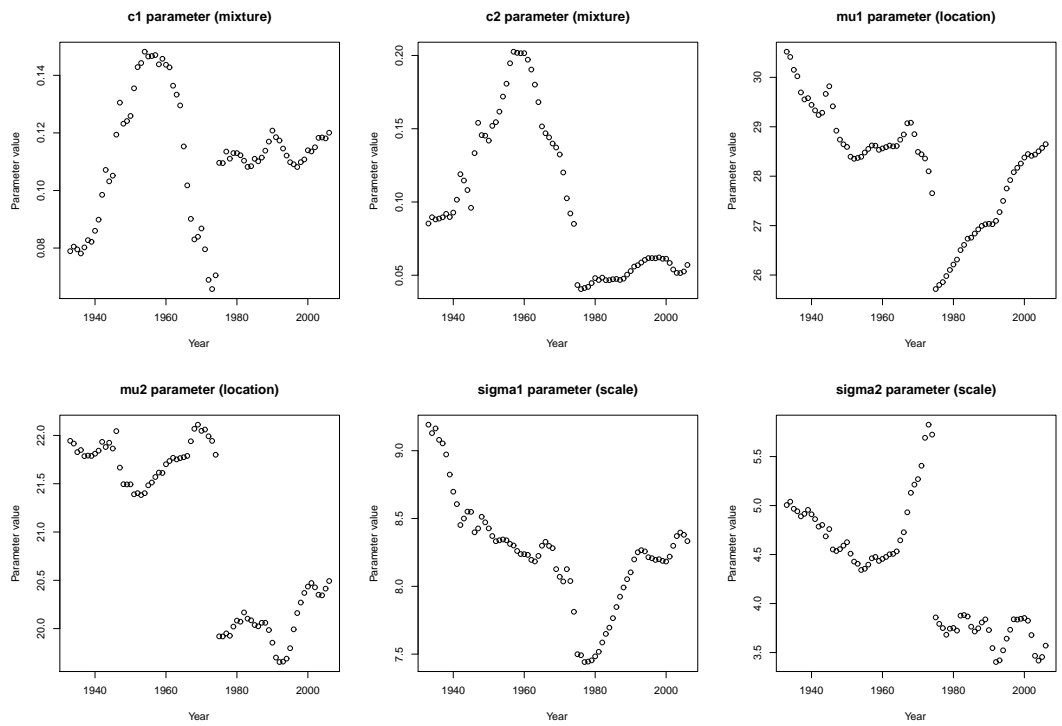 c1 parameter (mixture)
Parameter value
0.08 0.10 0.12 0.14
1940 1960 1980 2000
Year
c2 parameter (mixture)
Parameter value
0.05 0.10 0.15 0.20
1940 1960 1980 2000
Year
mu1 parameter (location)
Parameter value
26 27 28 29 30
1940 1960 1980 2000
Year
mu2 parameter (location)
Parameter value
20.0 20.5 21.0 21.5 22.0
1940 1960 1980 2000
Year
sigma1 parameter (scale)
Parameter value
7.5 8.0 8.5 9.0
1940 1960 1980 2000
Year
sigma2 parameter (scale)
Parameter value
3.5 4.0 4.5 5.0 5.5
1940 1960 1980 2000
Year